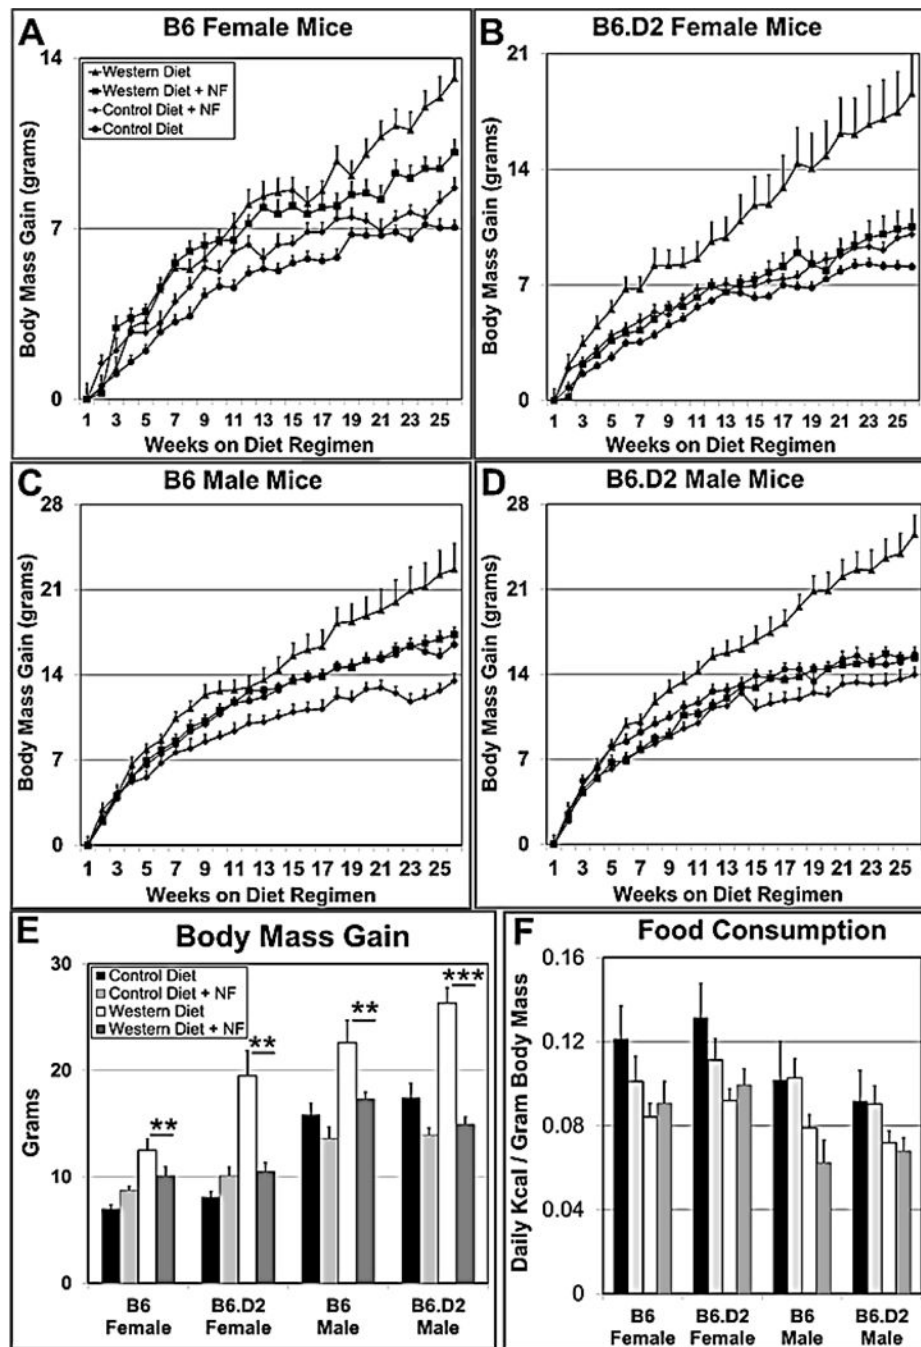 A
B6 Female Mice
14
7
0
Body Mass Gain (grams)
Western Diet
Western Diet + NF
Control Diet + NF
Control Diet
1 3 5 7 9 11 13 15 17 19 21 23 25
Weeks on Diet Regimen
B
B6.D2 Female Mice
21
14
7
0
Body Mass Gain (grams)
1 3 5 7 9 11 13 15 17 19 21 23 25
Weeks on Diet Regimen
C
B6 Male Mice
28
21
14
7
0
Body Mass Gain (grams)
1 3 5 7 9 11 13 15 17 19 21 23 25
Weeks on Diet Regimen
D
B6.D2 Male Mice
28
21
14
7
0
Body Mass Gain (grams)
1 3 5 7 9 11 13 15 17 19 21 23 25
Weeks on Diet Regimen
E
Body Mass Gain
30
20
10
0
Grams
Control Diet
Control Diet + NF
Western Diet
Western Diet + NF
**
**
**
***
B6 B6.D2 B6 B6.D2
Female Female Male Male
F
Food Consumption
0.16
0.12
0.08
0.04
0
Daily Kcal / Gram Body Mass
B6 B6.D2 B6 B6.D2
Female Female Male Male